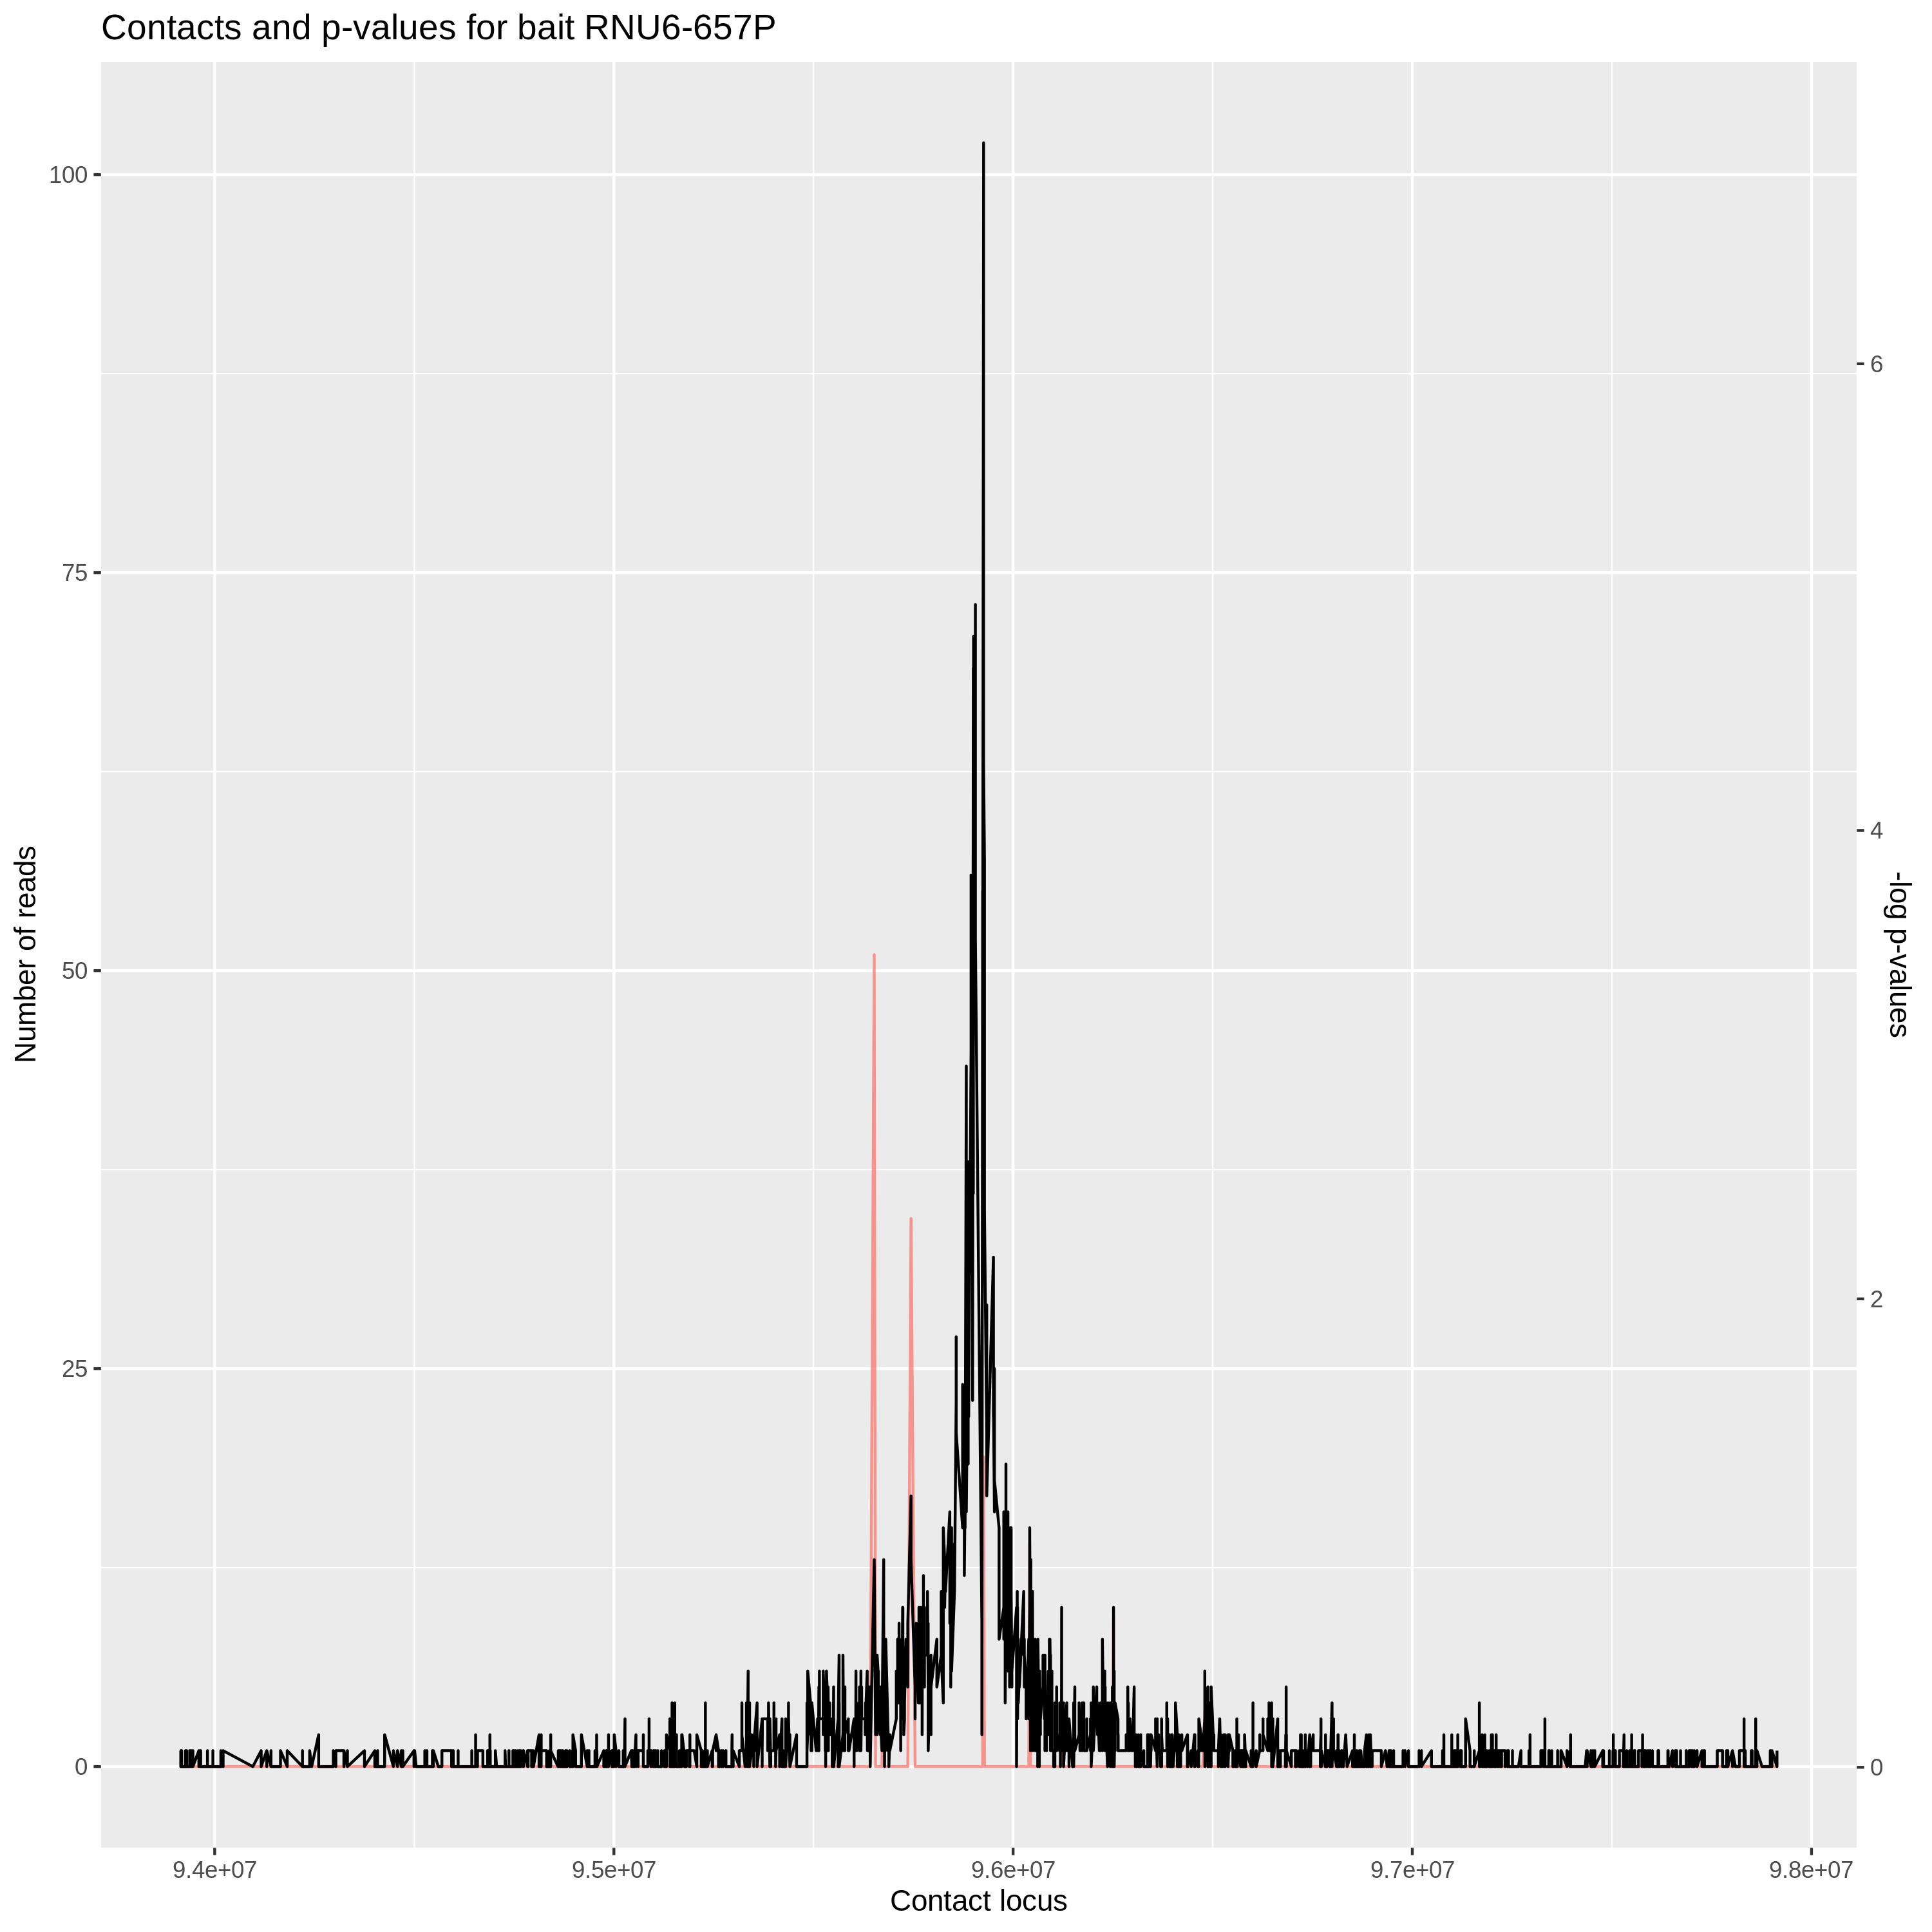 Contacts and p-values for bait RNU6-657P
100
75
50
25
0
Number of reads
6
4
2
0
-log p-values
9.4e+07
9.5e+07
9.6e+07
9.7e+07
9.8e+07
Contact locus